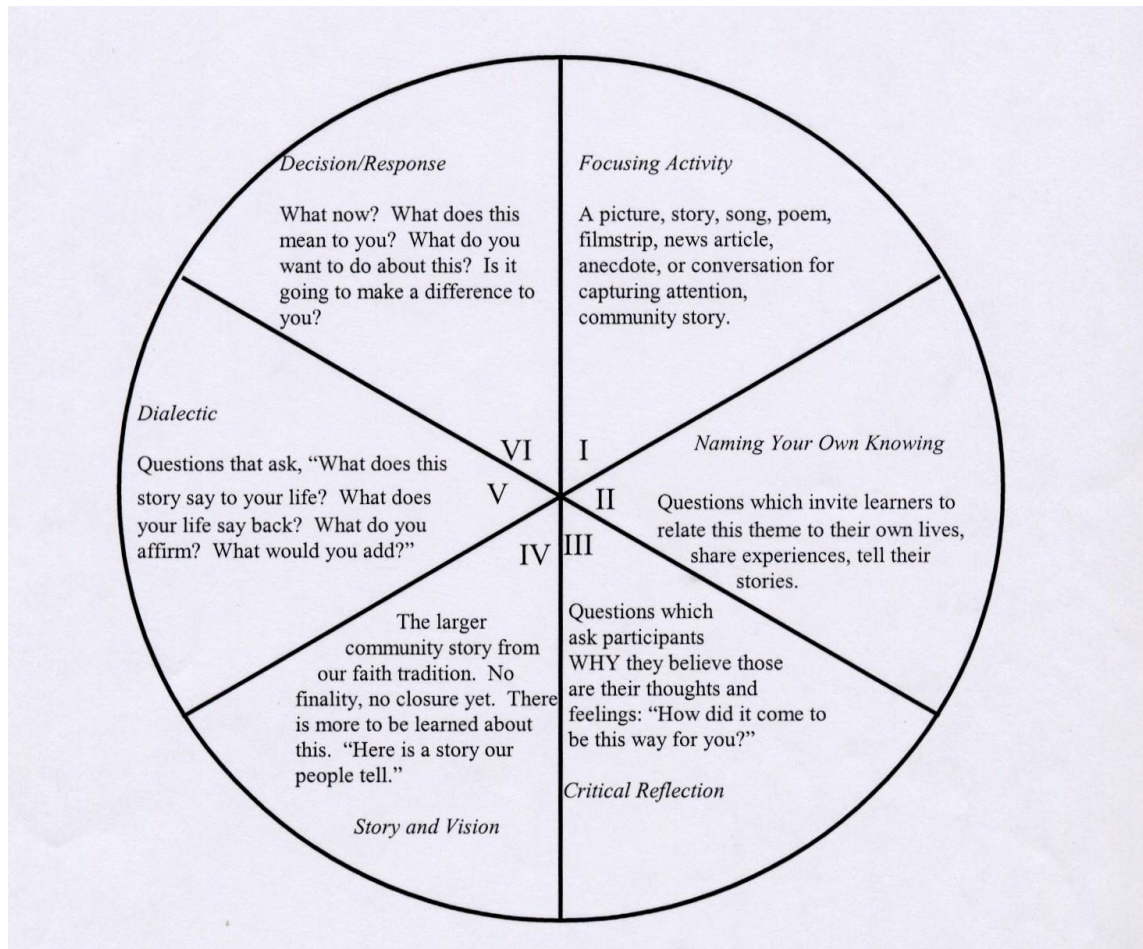 Focusing Activity
A picture, story, song, poem,
filmstrip, news article,
anecdote, or conversation for
capturing attention,
community story.
I
Naming Your Own Knowing
II
Questions which invite learners to
relate this theme to their own lives,
share experiences, tell their
stories.
III
Questions which
ask participants
WHY they believe those
are their thoughts and
feelings: “How did it come to
be this way for you?”
Critical Reflection
IV
The larger
community story from
our faith tradition.  No
finality, no closure yet.  There
is more to be learned about
this.  “Here is a story our
people tell.”
Story and Vision
Dialectic
V
Questions that ask, “What does this
story say to your life?  What does
your life say back?  What do you
affirm?  What would you add?”
Decision/Response
What now?  What does this
mean to you?  What do you
want to do about this?  Is it
going to make a difference to
you?
VI